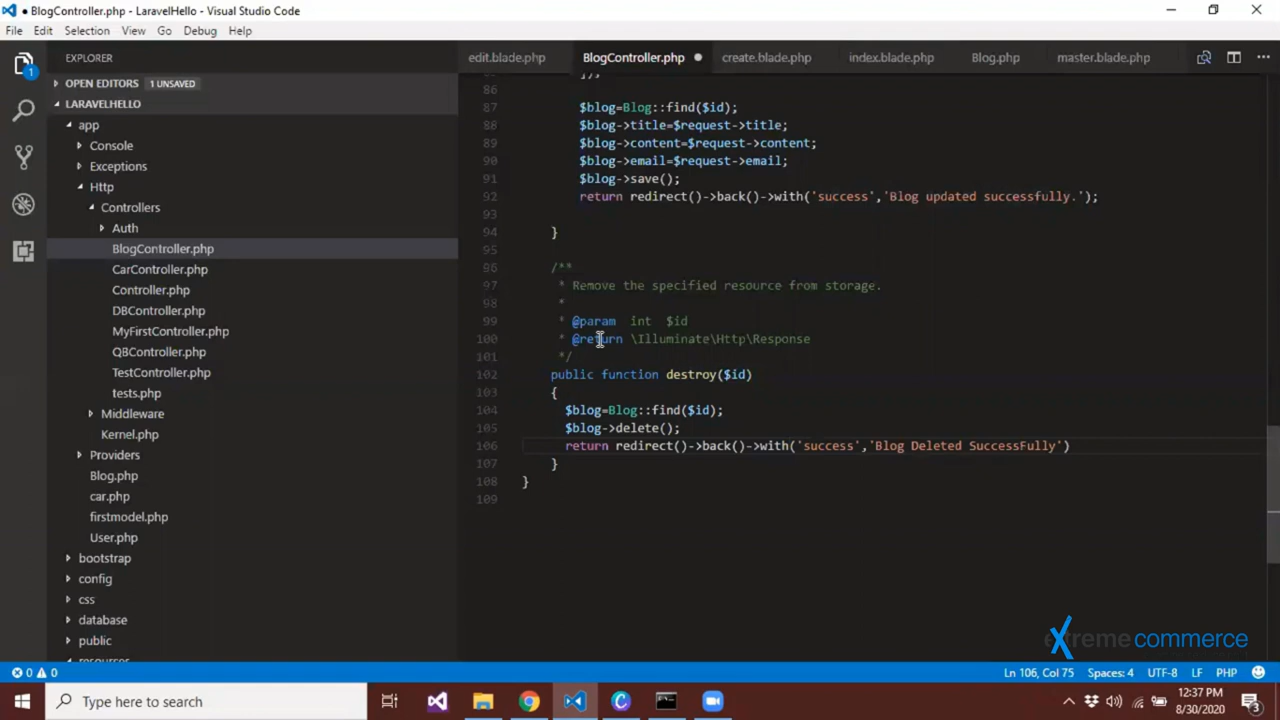 BlogController.php - LaravelHello - Visual Studio Code
File Edit Selection View Go Debug Help
EXPLORER
edit.blade.php BlogController.php create.blade.php index.blade.php Blog.php master.blade.php
OPEN EDITORS 1 UNSAVED
LARAVELHELLO
app
Console
Exceptions
Http
Controllers
Auth
BlogController.php
CarController.php
Controller.php
DBController.php
MyFirstController.php
QBController.php
TestController.php
tests.php
Middleware
Kernel.php
Providers
Blog.php
car.php
firstmodel.php
User.php
bootstrap
config
css
database
public
resources
1
]);
86
87 $blog=Blog::find($id);
88 $blog->title=$request->title;
89 $blog->content=$request->content;
90 $blog->email=$request->email;
91 $blog->save();
92 return redirect()->back()->with('success','Blog updated successfully.');
93
94 }
95
96 /**
97 * Remove the specified resource from storage.
98 *
99 * @param int $id
100 * @return \Illuminate\Http\Response
101 */
102 public function destroy($id)
103 {
104 $blog=Blog::find($id);
105 $blog->delete();
106 return redirect()->back()->with('success','Blog Deleted SuccessFully')
107 }
108 }
109
extreme commerce
0 0 Ln 106, Col 75 Spaces: 4 UTF-8 LF PHP
Type here to search
12:37 PM
8/30/2020
3